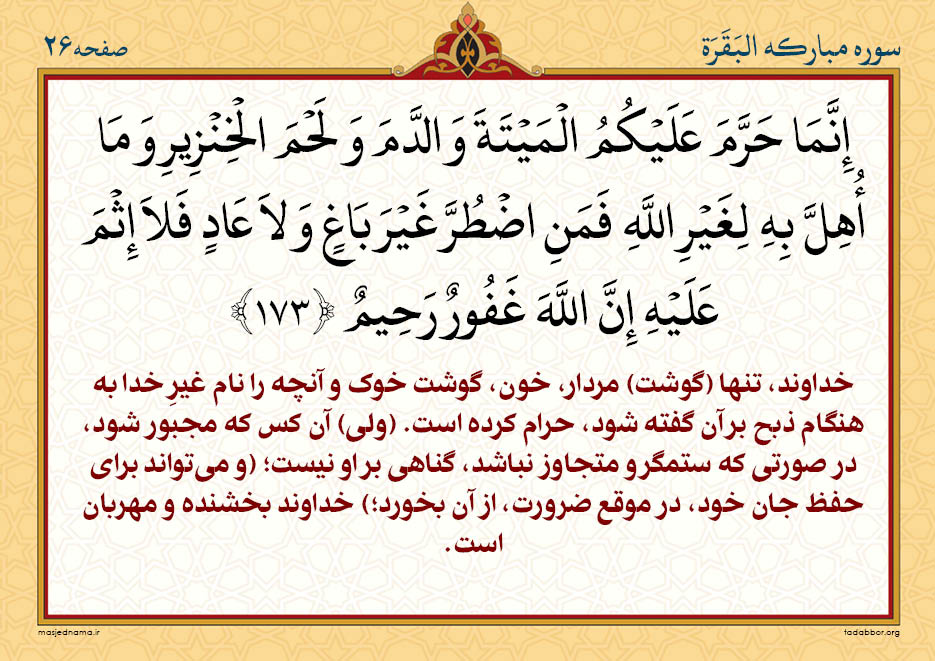 سوره مبارکه البَقَرَة
صفحه۲۶
إِنَّمَا حَرَّمَ عَلَيْكُمُ الْمَيْتَةَ وَ الدَّمَ وَ لَحْمَ الْخِنْزِيرِ وَ مَا
أُهِلَّ بِهِ لِغَيْرِ اللَّهِ فَمَنِ اضْطُرَّ غَيْرَ بَاغٍ وَ لاَ عَادٍ فَلاَ إِثْمَ
عَلَيْهِ إِنَّ اللَّهَ غَفُورٌ رَحِيمٌ ﴿۱۷۳﴾
خداوند، تنها (گوشت) مردار، خون، گوشت خوک و آنچه را نام غیرِ خدا به
هنگام ذبح بر آن گفته شود، حرام کرده است. (ولی) آن کس که مجبور شود،
در صورتی که ستمگر و متجاوز نباشد، گناهی بر او نیست؛ (و می‌تواند برای
حفظ جان خود، در موقع ضرورت، از آن بخورد؛) خداوند بخشنده و مهربان
است.
masjednama.ir
tadabbor.org